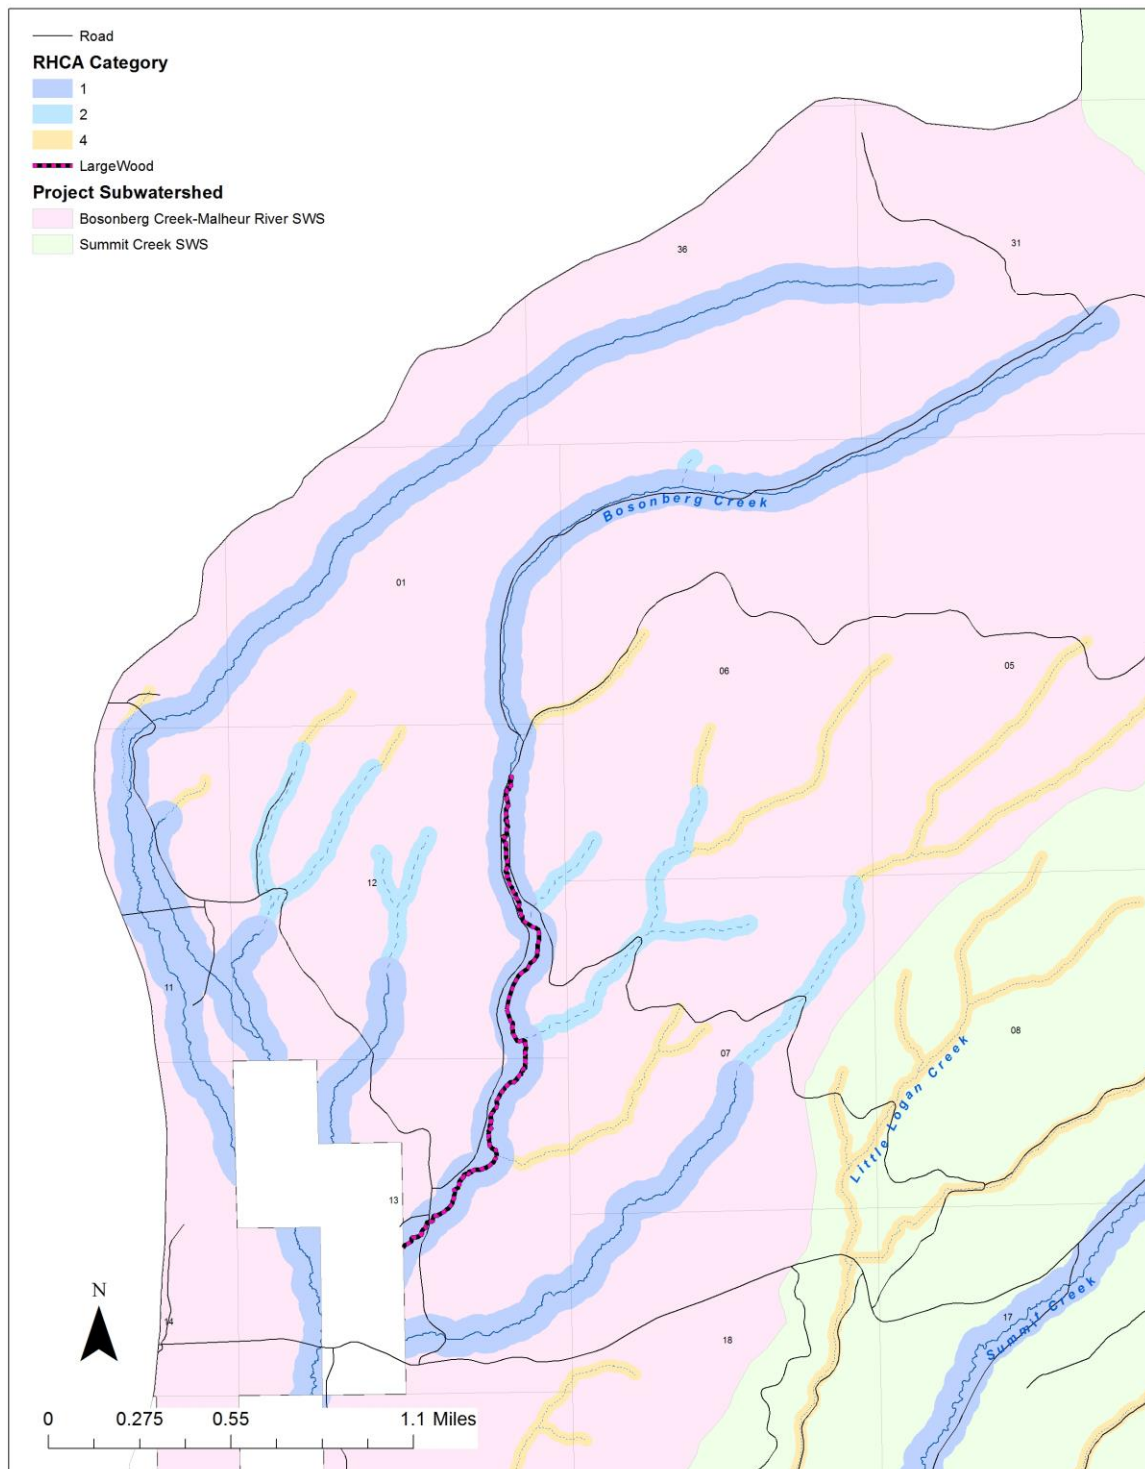 Road
RHCA Category
1
2
4
LargeWood
Project Subwatershed
Bosonberg Creek-Malheur River SWS
Summit Creek SWS
36
31
Bosonberg Creek
01
06
05
12
11
07
08
Little Logan Creek
13
14
18
17
Summit Creek
N
0 0.275 0.55 1.1 Miles